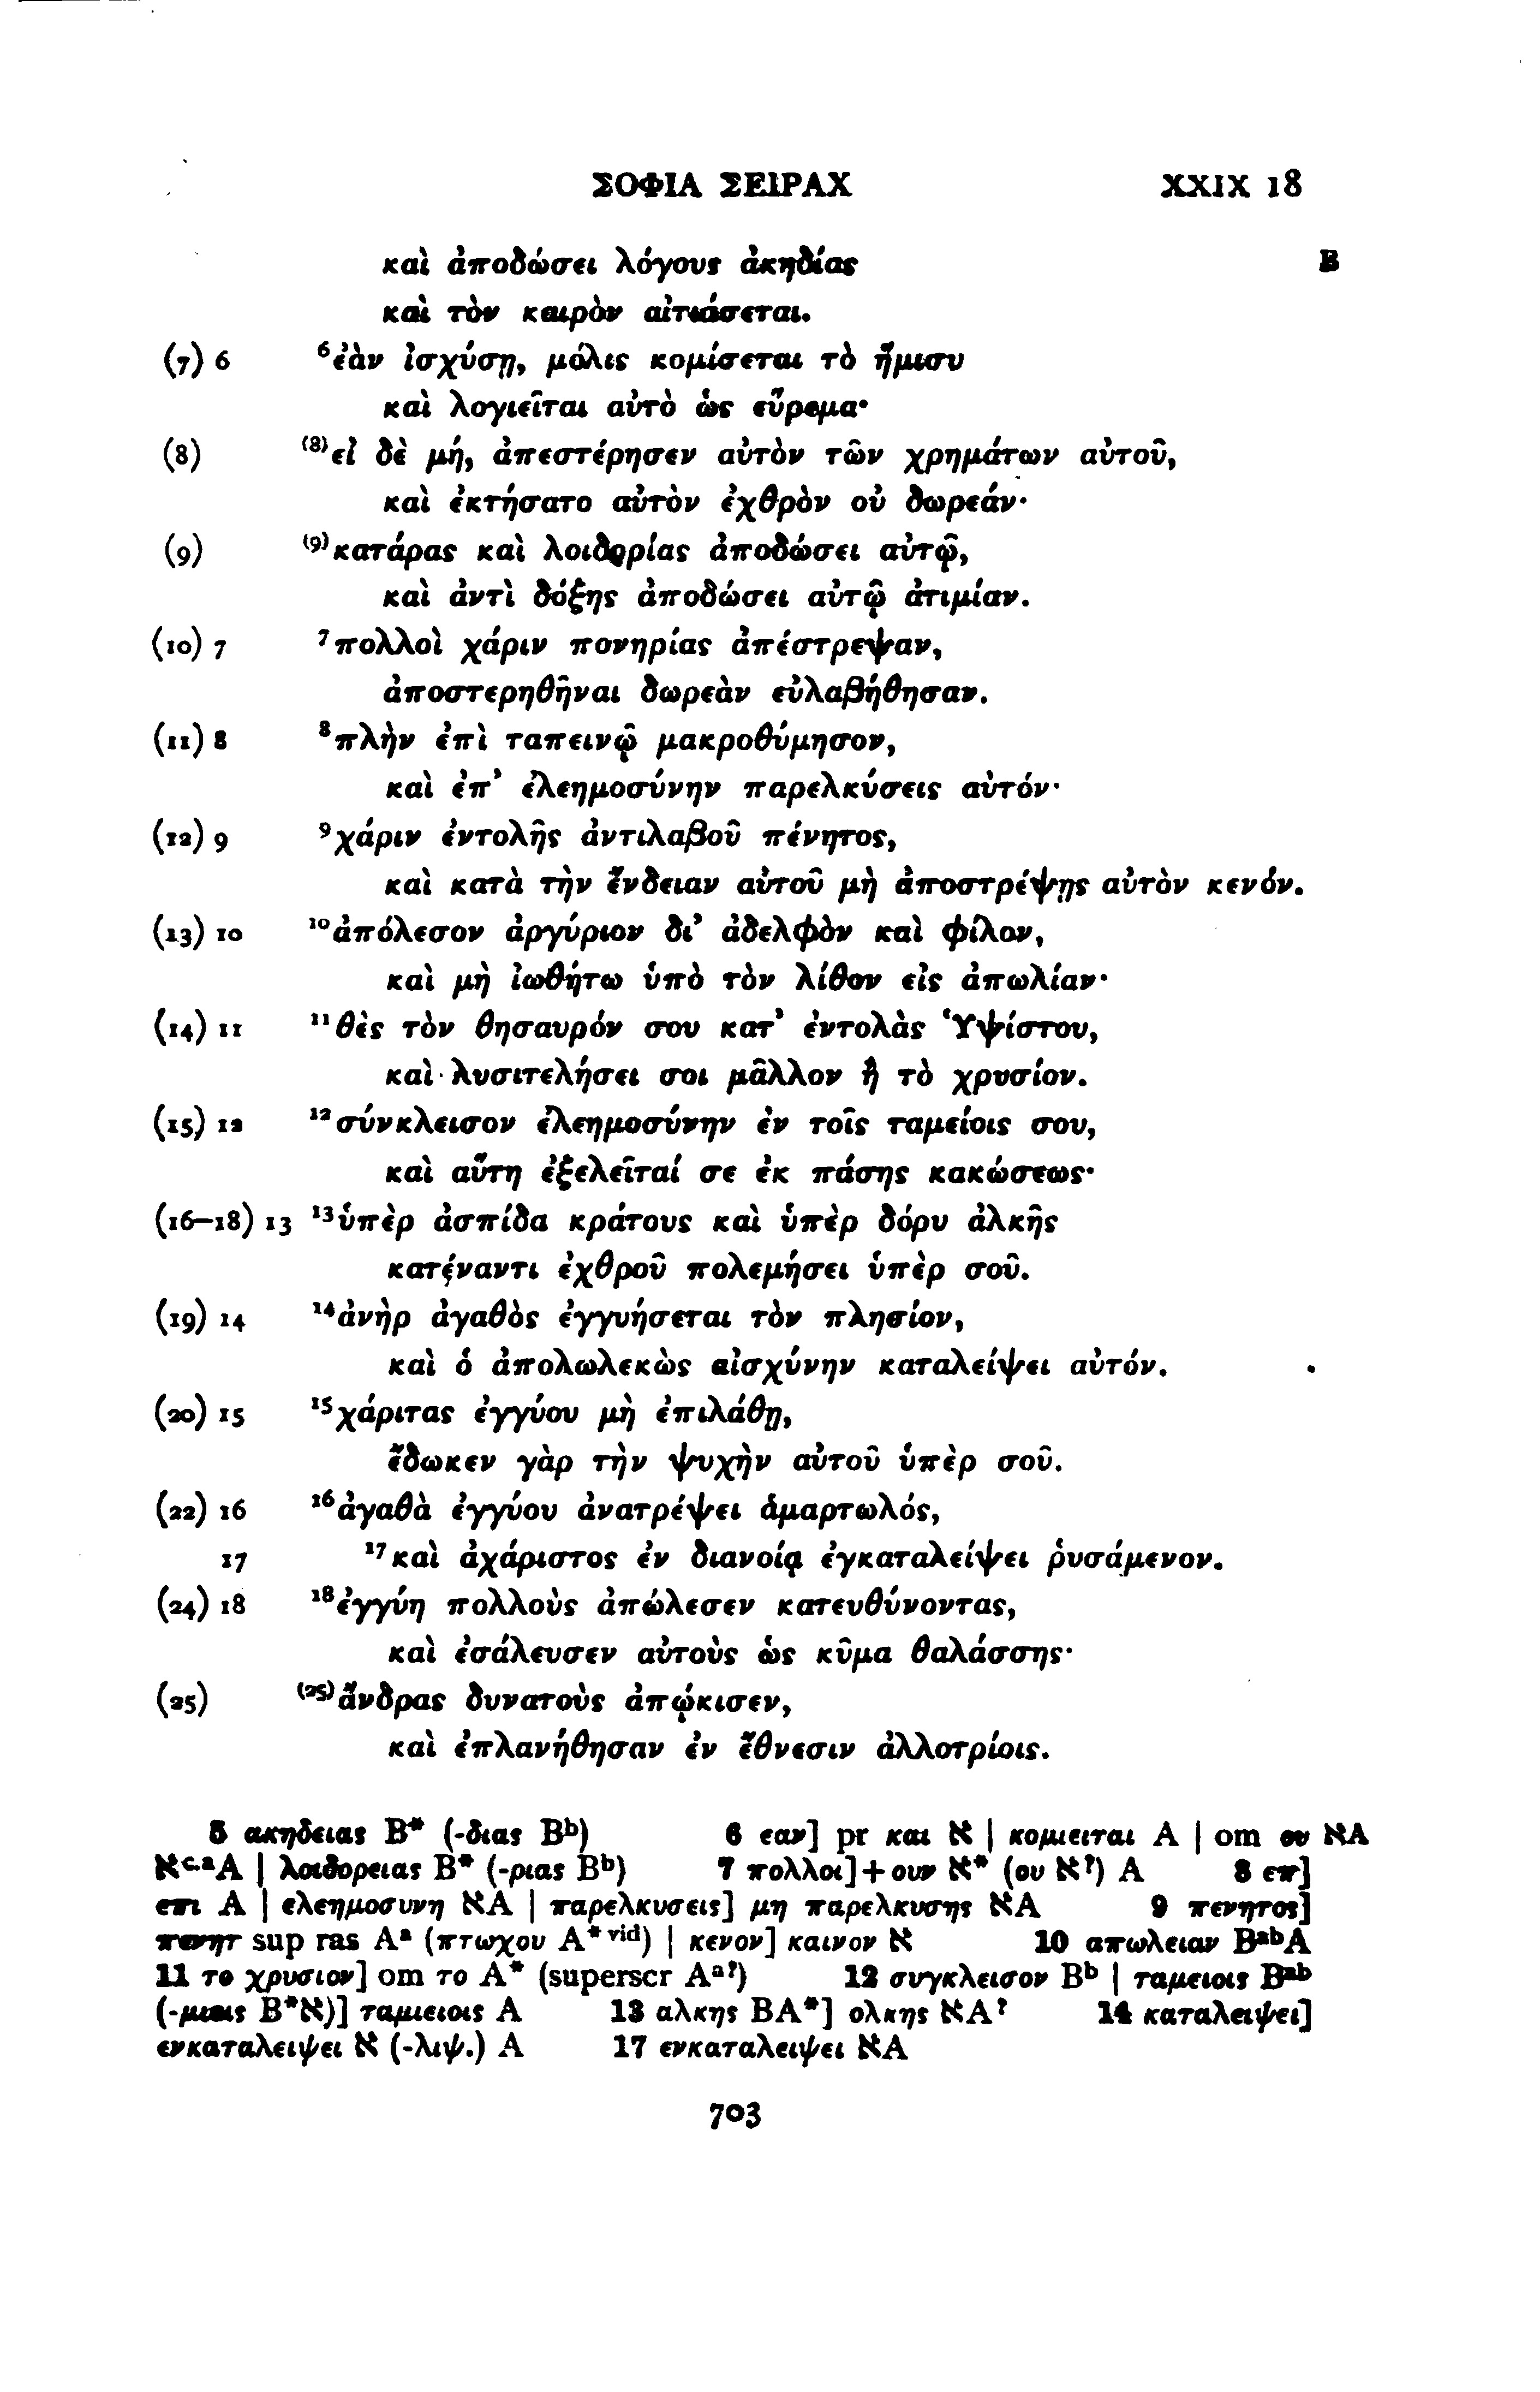 ΣΟΦΙΑ ΣΕΙΡΑΧ XXIX 18
καὶ ἀποδώσει λόγους ἀκηδίας B
καὶ τὸν καιρὸν αἰτιάσεται.
(7) 6 ⁶ἐὰν ἰσχύσῃ, μόλις κομίσεται τὸ ἥμισυ
καὶ λογιεῖται αὐτὸ ὡς εὕρεμα·
(8) ⁽⁸⁾εἰ δὲ μή, ἀπεστέρησεν αὐτὸν τῶν χρημάτων αὐτοῦ,
καὶ ἐκτήσατο αὐτὸν ἐχθρὸν οὐ δωρεάν·
(9) ⁽⁹⁾κατάρας καὶ λοιδορίας ἀποδώσει αὐτῷ,
καὶ ἀντὶ δόξης ἀποδώσει αὐτῷ ἀτιμίαν.
(10) 7 ⁷πολλοὶ χάριν πονηρίας ἀπέστρεψαν,
ἀποστερηθῆναι δωρεὰν εὐλαβήθησαν.
(11) 8 ⁸πλὴν ἐπὶ ταπεινῷ μακροθύμησον,
καὶ ἐπ᾽ ἐλεημοσύνην παρελκύσεις αὐτόν·
(12) 9 ⁹χάριν ἐντολῆς ἀντιλαβοῦ πένητος,
καὶ κατὰ τὴν ἔνδειαν αὐτοῦ μὴ ἀποστρέψῃς αὐτὸν κενόν.
(13) 10 ¹⁰ἀπόλεσον ἀργύριον δι᾽ ἀδελφὸν καὶ φίλον,
καὶ μὴ ἰωθήτω ὑπὸ τὸν λίθον εἰς ἀπωλίαν·
(14) 11 ¹¹θὲς τὸν θησαυρόν σου κατ᾽ ἐντολὰς Ὑψίστου,
καὶ λυσιτελήσει σοι μᾶλλον ἢ τὸ χρυσίον.
(15) 12 ¹²σύνκλεισον ἐλεημοσύνην ἐν τοῖς ταμείοις σου,
καὶ αὕτη ἐξελεῖταί σε ἐκ πάσης κακώσεως·
(16–18) 13 ¹³ὑπὲρ ἀσπίδα κράτους καὶ ὑπὲρ δόρυ ἀλκῆς
κατέναντι ἐχθροῦ πολεμήσει ὑπὲρ σοῦ.
(19) 14 ¹⁴ἀνὴρ ἀγαθὸς ἐγγυήσεται τὸν πλησίον,
καὶ ὁ ἀπολωλεκὼς αἰσχύνην καταλείψει αὐτόν.
(20) 15 ¹⁵χάριτας ἐγγύου μὴ ἐπιλάθῃ,
ἔδωκεν γὰρ τὴν ψυχὴν αὐτοῦ ὑπὲρ σοῦ.
(22) 16 ¹⁶ἀγαθὰ ἐγγύου ἀνατρέψει ἁμαρτωλός,
17 ¹⁷καὶ ἀχάριστος ἐν διανοίᾳ ἐγκαταλείψει ῥυσάμενον.
(24) 18 ¹⁸ἐγγύη πολλοὺς ἀπώλεσεν κατευθύνοντας,
καὶ ἐσάλευσεν αὐτοὺς ὡς κῦμα θαλάσσης·
(25) ⁽²⁵⁾ἄνδρας δυνατοὺς ἀπῴκισεν,
καὶ ἐπλανήθησαν ἐν ἔθνεσιν ἀλλοτρίοις.
5 ακηδειας B* (-διας Bᵇ) 6 εαν] pr και א | κομιειται A | om ου אA
אᶜ·ᵃA | λοιδορειας B* (-ριας Bᵇ) 7 πολλοι]+ουν א* (ου א?) A 8 επ]
επι A | ελεημοσυνη אA | παρελκυσεις] μη παρελκυσης אA 9 πενητος]
πενητ sup ras Aᵃ (πτωχου A*ᵛⁱᵈ) | κενον] καινον א 10 απωλειαν BᵃᵇA
11 το χρυσιον] om το A* (superscr Aᵃ?) 12 συγκλεισον Bᵇ | ταμειοις Bᵃᵇ
(-μιοις B*א)] ταμιειοις A 13 αλκης BA*] ολκης אA? 14 καταλειψει]
ενκαταλειψει א (-λιψ.) A 17 ενκαταλειψει אA
703